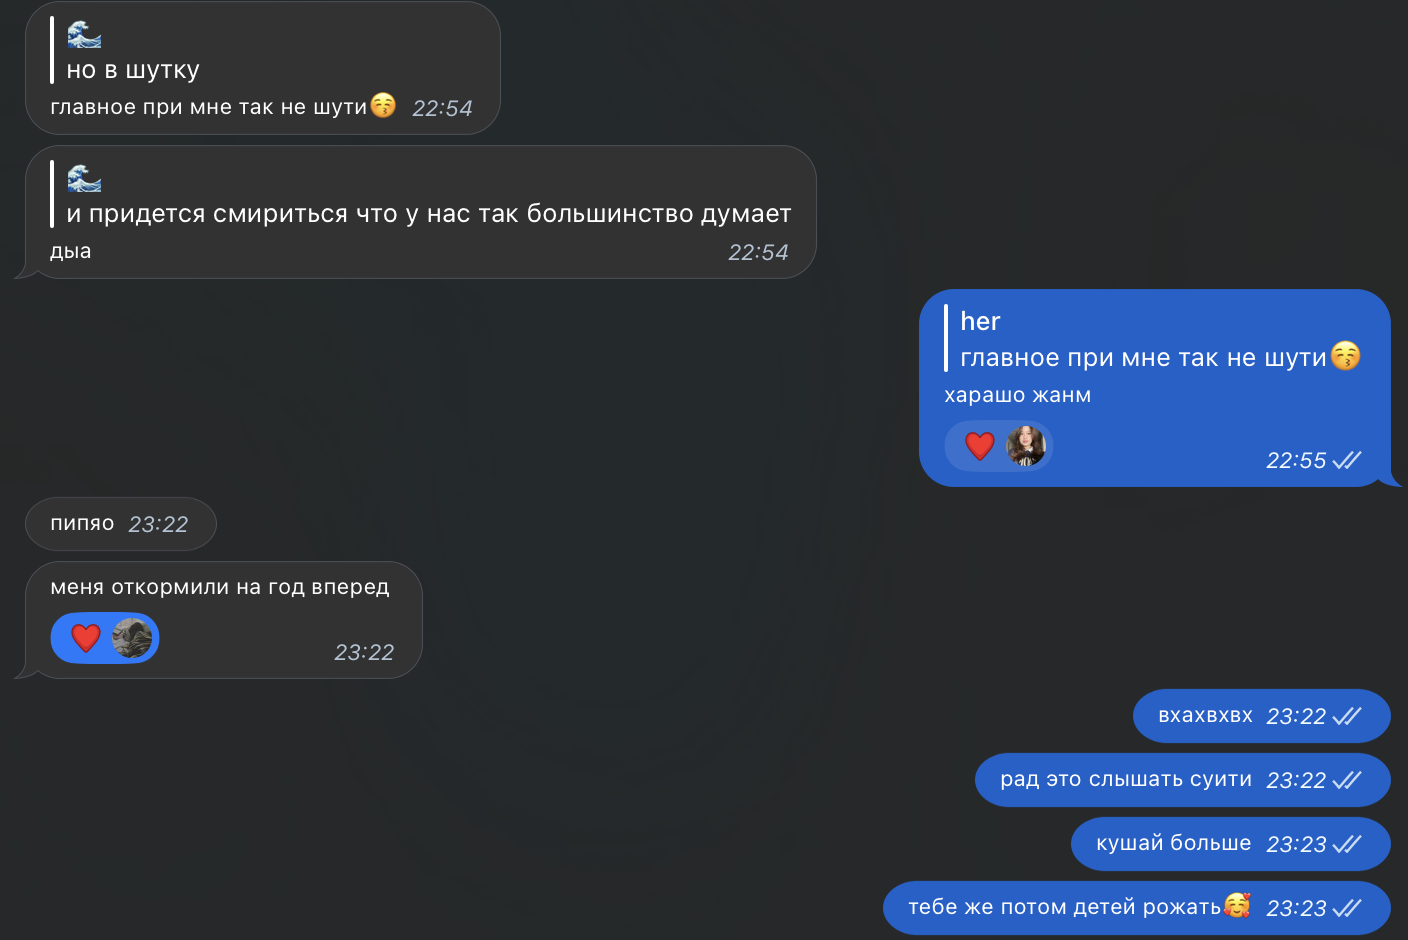 🌊
но в шутку
главное при мне так не шути😚 22:54
🌊
и придется смириться что у нас так большинство думает
дыа 22:54
her
главное при мне так не шути😚
харашо жанм
22:55
пипяо 23:22
меня откормили на год вперед
23:22
вхахвхвх 23:22
рад это слышать суити 23:22
кушай больше 23:23
тебе же потом детей рожать🥰 23:23